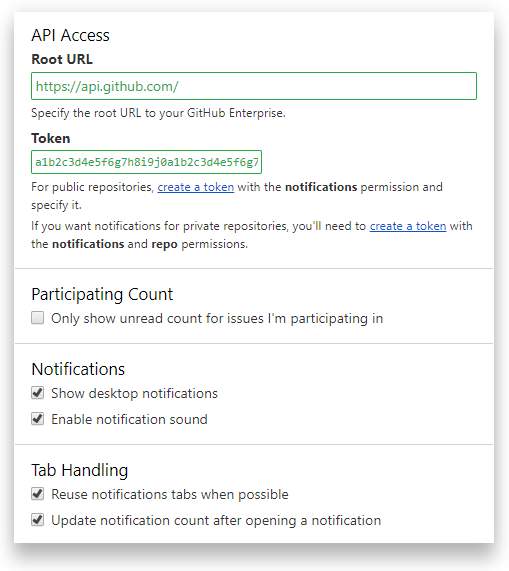 API Access
Root URL
https://api.github.com/
Specify the root URL to your GitHub Enterprise.
Token
a1b2c3d4e5f6g7h8i9j0a1b2c3d4e5f6g7
For public repositories, create a token with the notifications permission and
specify it.
If you want notifications for private repositories, you'll need to create a token with
the notifications and repo permissions.
Participating Count
Only show unread count for issues I'm participating in
Notifications
Show desktop notifications
Enable notification sound
Tab Handling
Reuse notifications tabs when possible
Update notification count after opening a notification